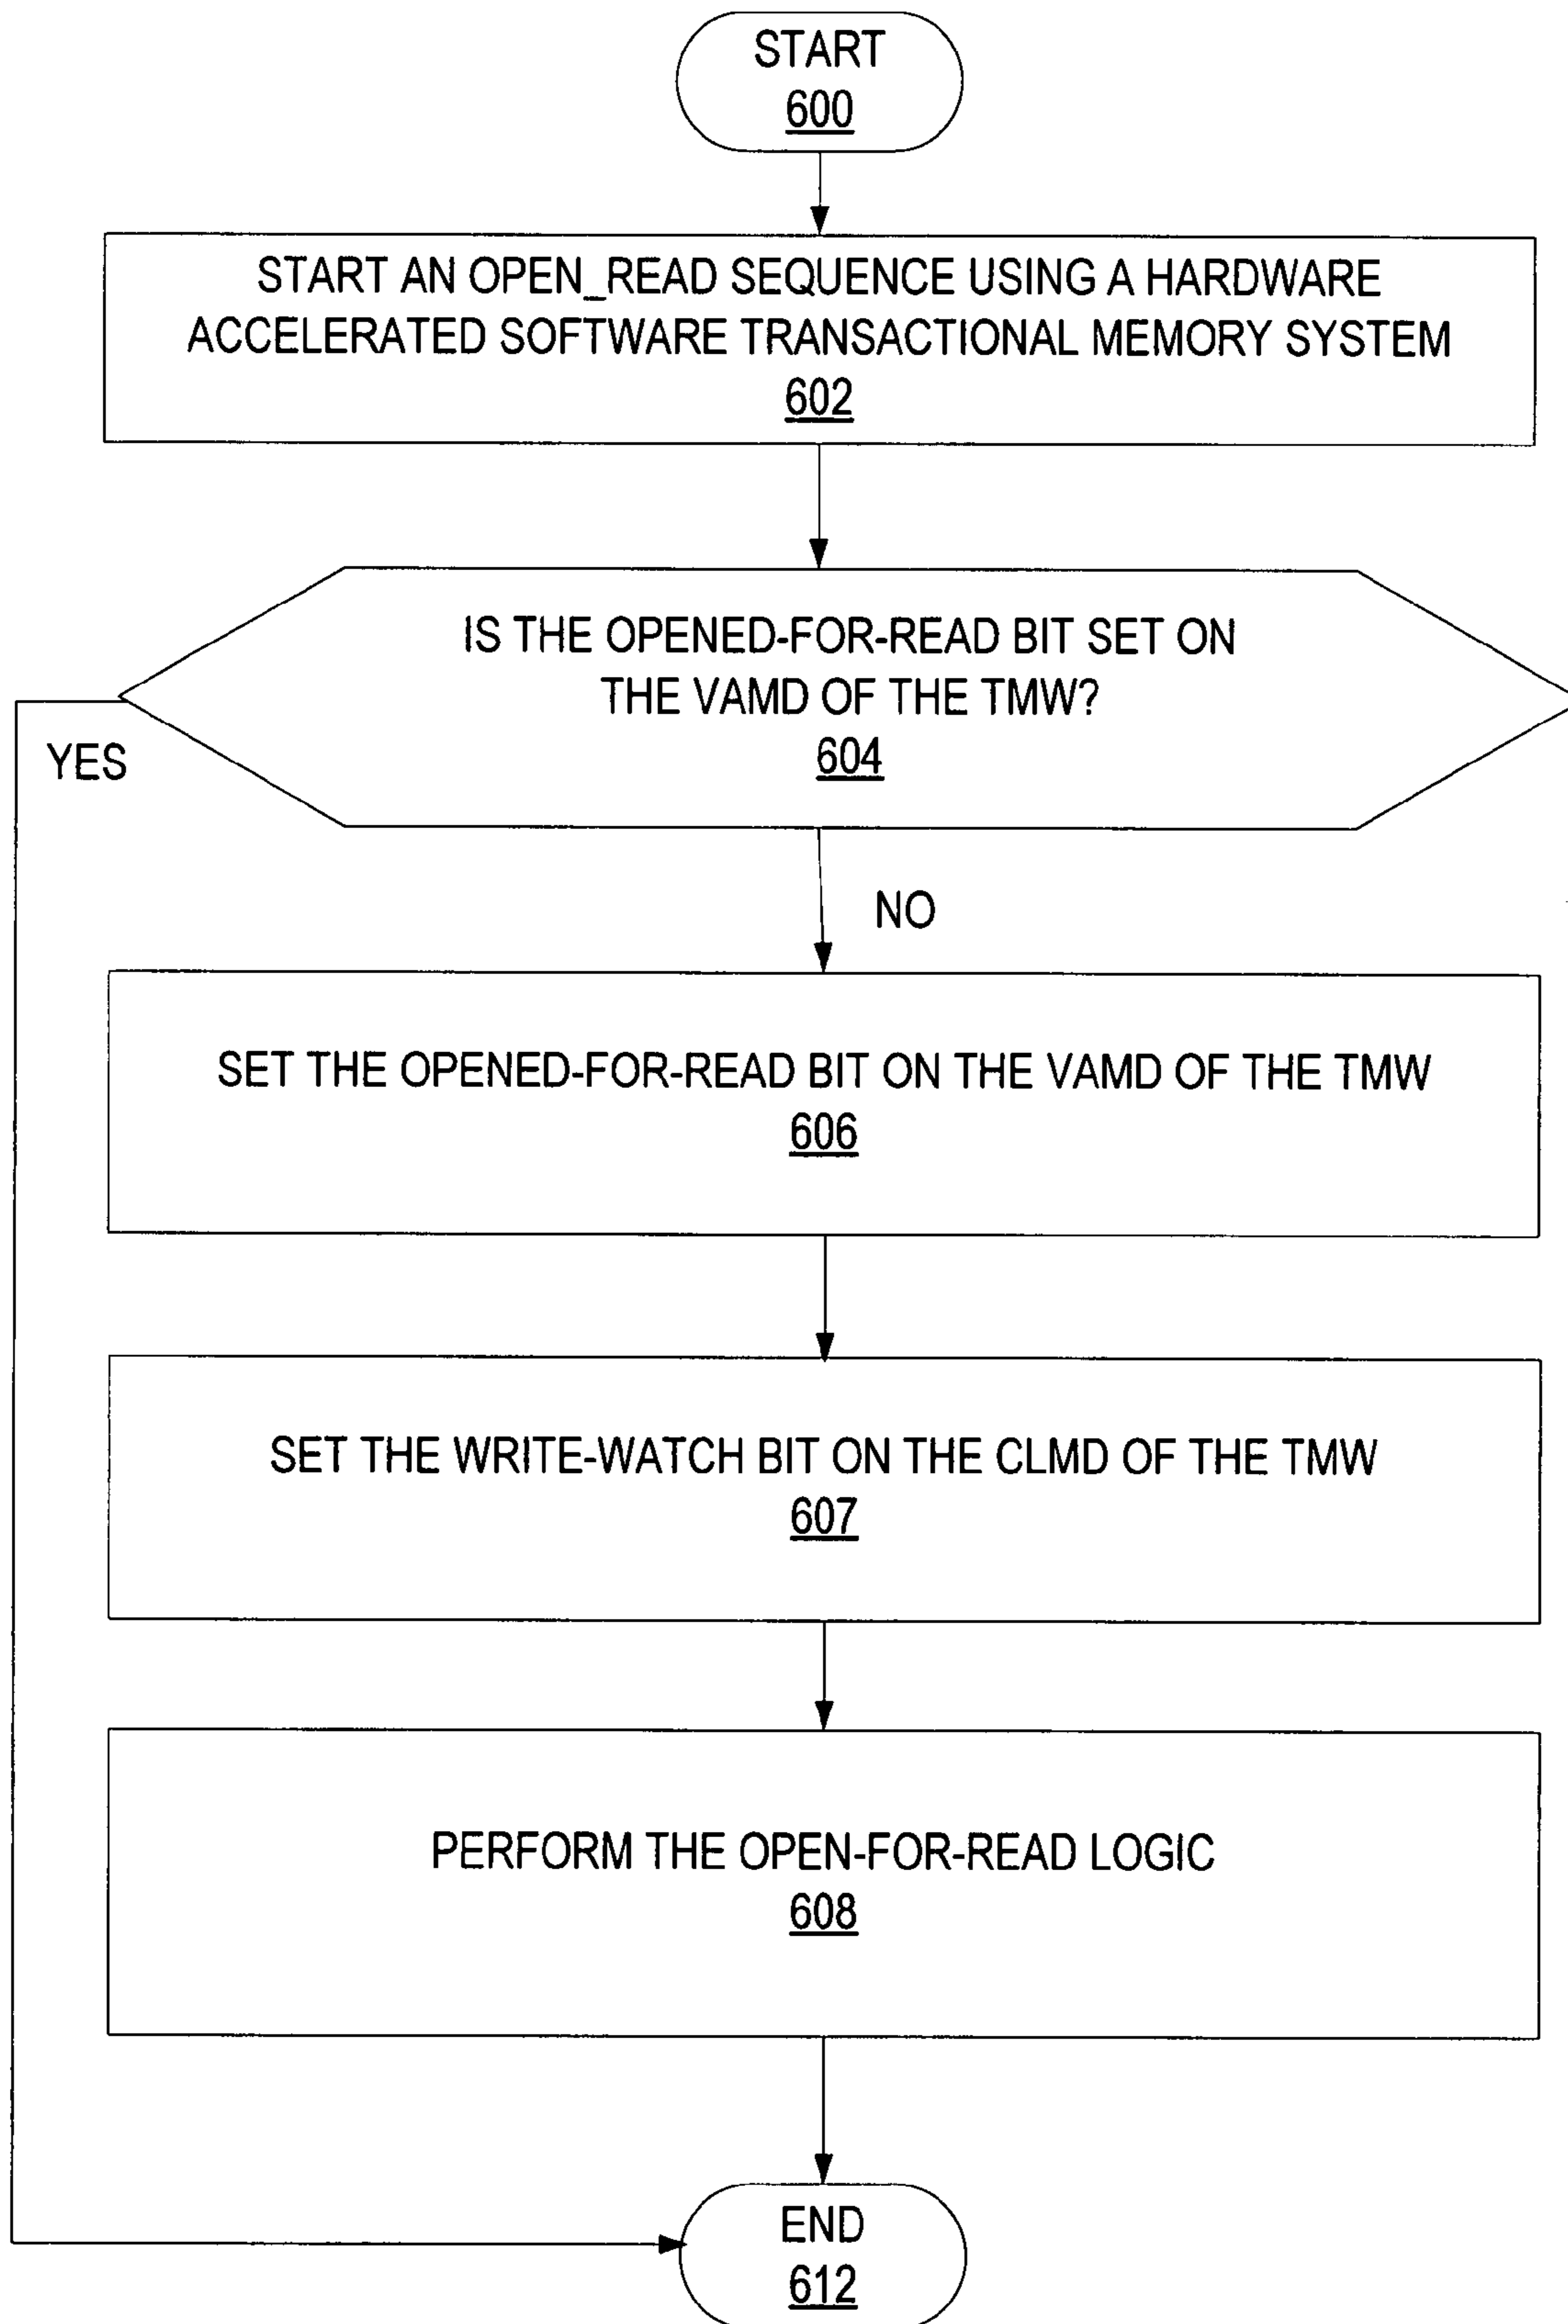 START
600
START AN OPEN_READ SEQUENCE USING A HARDWARE
ACCELERATED SOFTWARE TRANSACTIONAL MEMORY SYSTEM
602
IS THE OPENED-FOR-READ BIT SET ON
THE VAMD OF THE TMW?
604
YES
NO
SET THE OPENED-FOR-READ BIT ON THE VAMD OF THE TMW
606
SET THE WRITE-WATCH BIT ON THE CLMD OF THE TMW
607
PERFORM THE OPEN-FOR-READ LOGIC
608
END
612